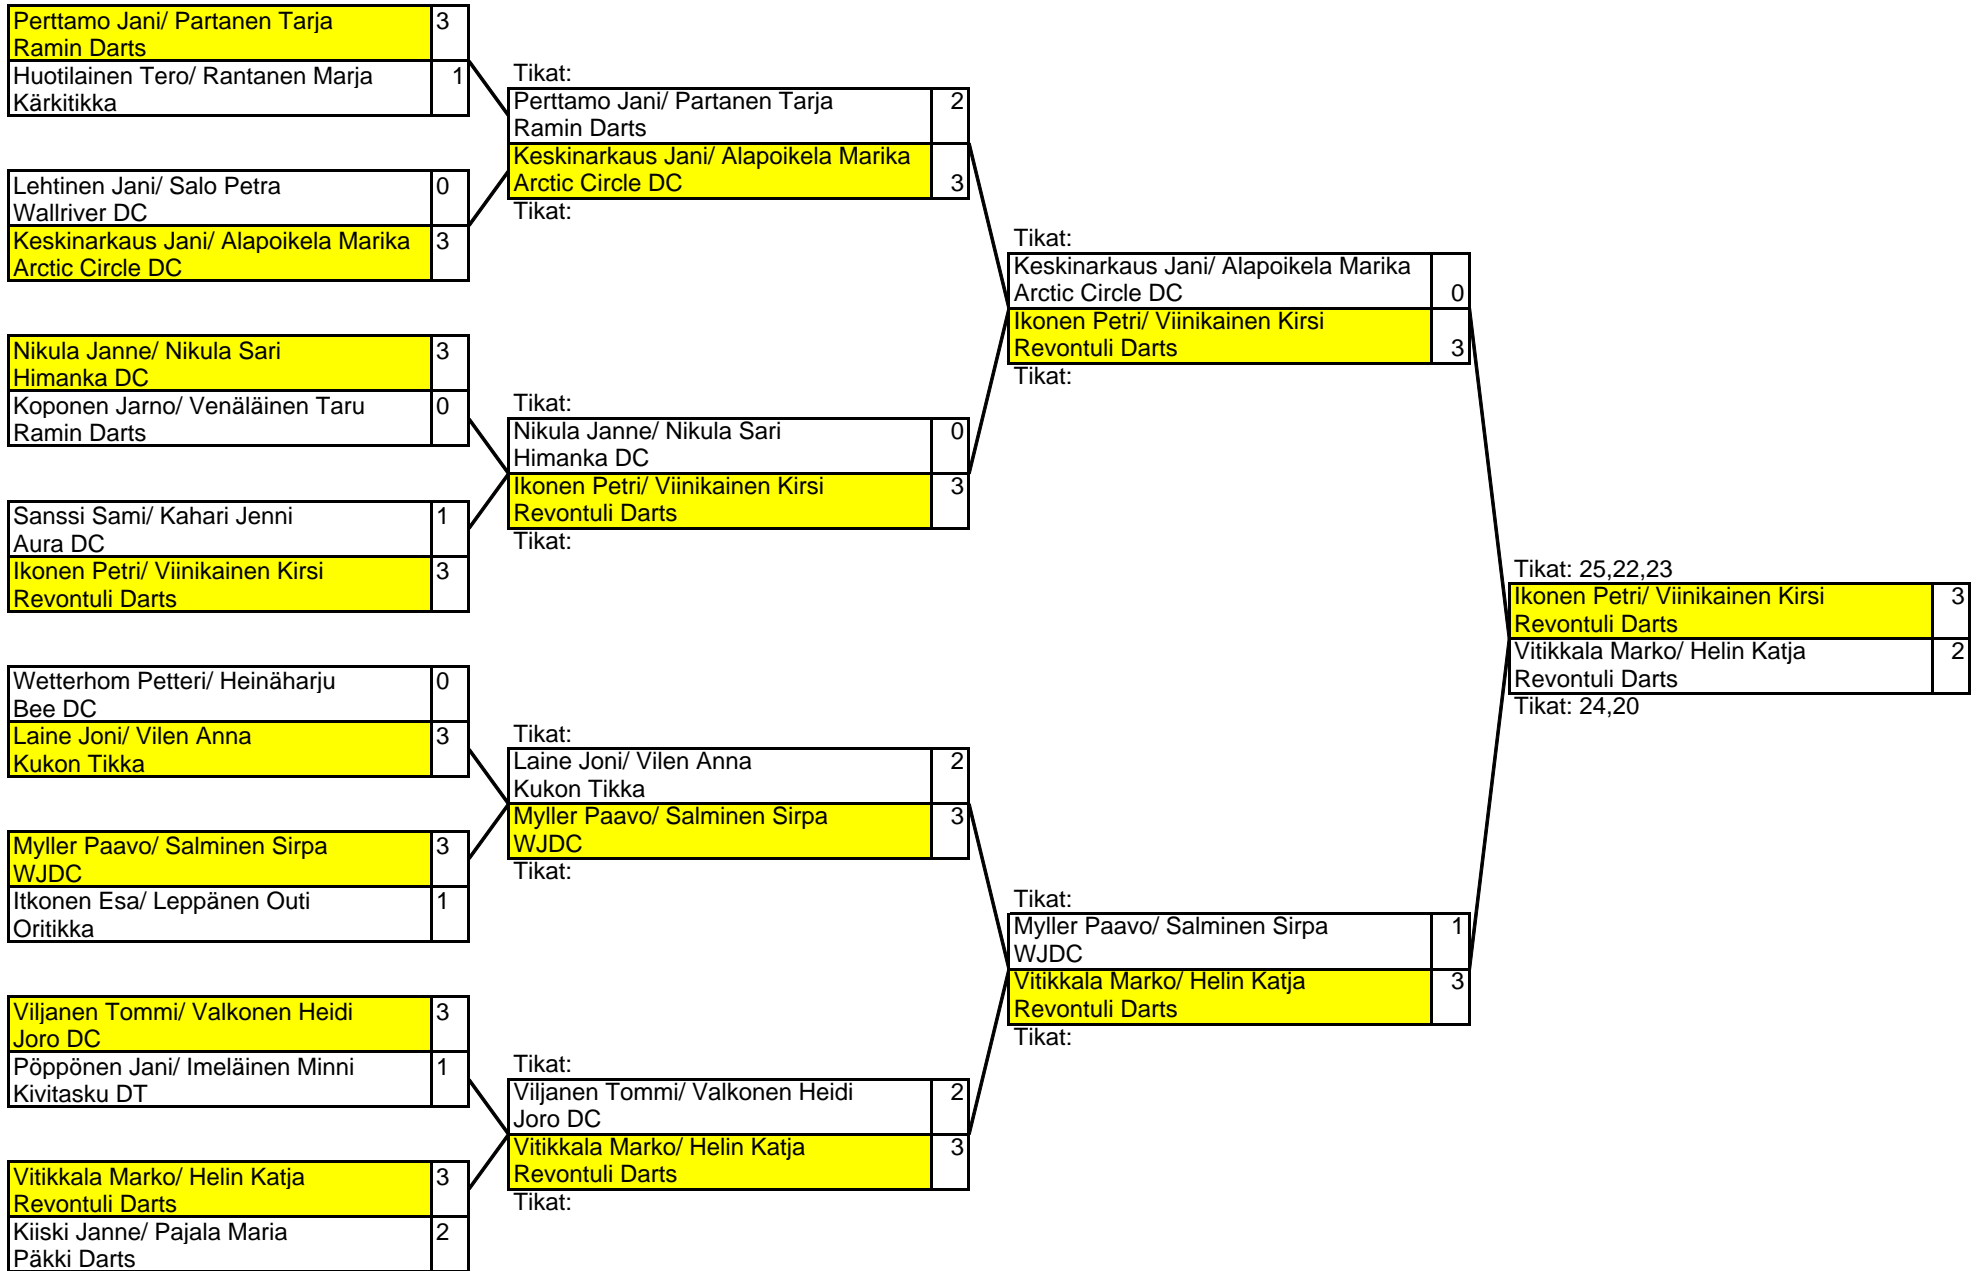 Perttamo Jani/ Partanen Tarja 3
Ramin Darts
Huotilainen Tero/ Rantanen Marja 1
Kärkitikka
Lehtinen Jani/ Salo Petra 0
Wallriver DC
Keskinarkaus Jani/ Alapoikela Marika 3
Arctic Circle DC
Nikula Janne/ Nikula Sari 3
Himanka DC
Koponen Jarno/ Venäläinen Taru 0
Ramin Darts
Sanssi Sami/ Kahari Jenni 1
Aura DC
Ikonen Petri/ Viinikainen Kirsi 3
Revontuli Darts
Wetterhom Petteri/ Heinäharju 0
Bee DC
Laine Joni/ Vilen Anna 3
Kukon Tikka
Myller Paavo/ Salminen Sirpa 3
WJDC
Itkonen Esa/ Leppänen Outi 1
Oritikka
Viljanen Tommi/ Valkonen Heidi 3
Joro DC
Pöppönen Jani/ Imeläinen Minni 1
Kivitasku DT
Vitikkala Marko/ Helin Katja 3
Revontuli Darts
Kiiski Janne/ Pajala Maria 2
Päkki Darts
Tikat:
Perttamo Jani/ Partanen Tarja 2
Ramin Darts
Keskinarkaus Jani/ Alapoikela Marika
Arctic Circle DC 3
Tikat:
Tikat:
Nikula Janne/ Nikula Sari 0
Himanka DC
Ikonen Petri/ Viinikainen Kirsi 3
Revontuli Darts
Tikat:
Tikat:
Laine Joni/ Vilen Anna 2
Kukon Tikka
Myller Paavo/ Salminen Sirpa 3
WJDC
Tikat:
Tikat:
Viljanen Tommi/ Valkonen Heidi 2
Joro DC
Vitikkala Marko/ Helin Katja 3
Revontuli Darts
Tikat:
Tikat:
Keskinarkaus Jani/ Alapoikela Marika
Arctic Circle DC 0
Ikonen Petri/ Viinikainen Kirsi
Revontuli Darts 3
Tikat:
Tikat:
Myller Paavo/ Salminen Sirpa 1
WJDC
Vitikkala Marko/ Helin Katja 3
Revontuli Darts
Tikat:
Tikat: 25,22,23
Ikonen Petri/ Viinikainen Kirsi 3
Revontuli Darts
Vitikkala Marko/ Helin Katja 2
Revontuli Darts
Tikat: 24,20